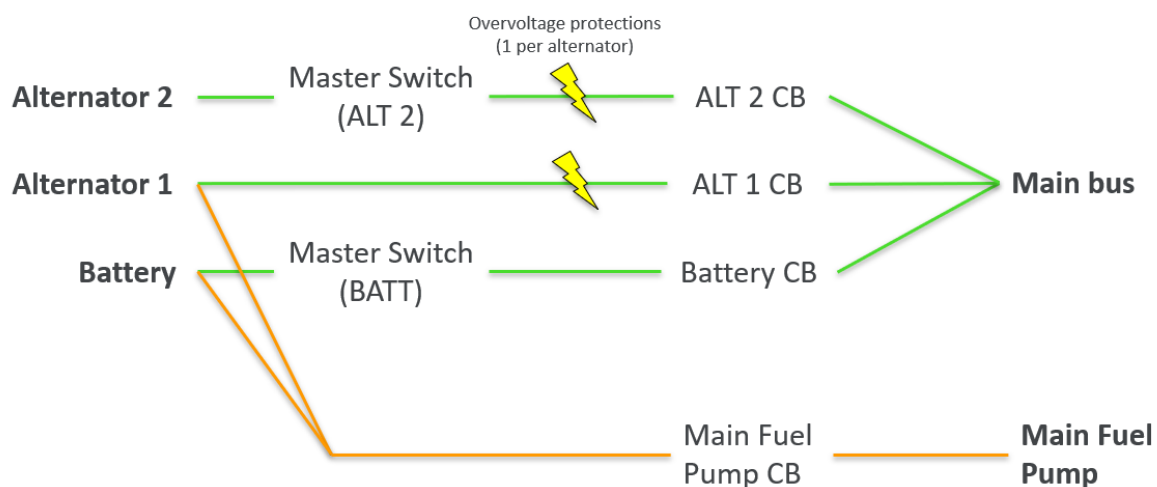 Overvoltage protections
(1 per alternator)
Alternator 2
Master Switch
(ALT 2)
ALT 2 CB
Alternator 1
ALT 1 CB
Main bus
Battery
Master Switch
(BATT)
Battery CB
Main Fuel
Pump CB
Main Fuel
Pump